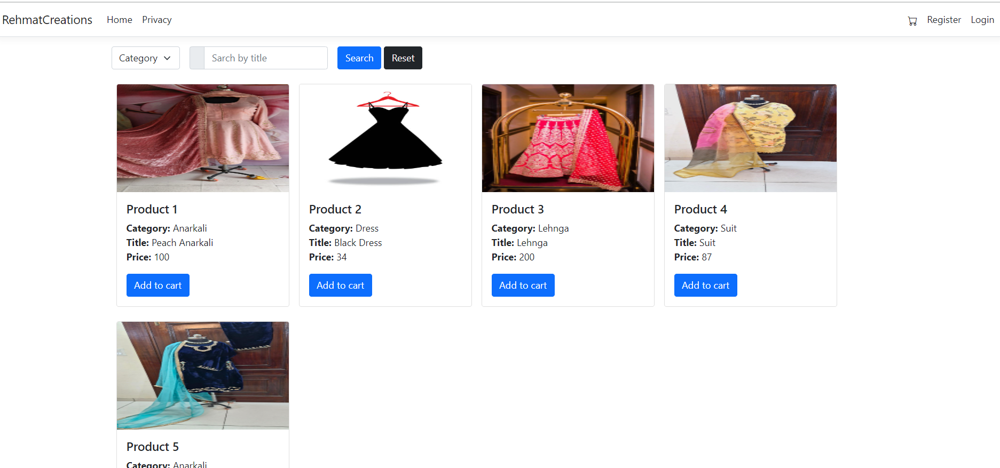 RehmatCreations Home Privacy Register Login
Category Sarch by title Search Reset
Product 1
Category: Anarkali
Title: Peach Anarkali
Price: 100
Add to cart
Product 2
Category: Dress
Title: Black Dress
Price: 34
Add to cart
Product 3
Category: Lehnga
Title: Lehnga
Price: 200
Add to cart
Product 4
Category: Suit
Title: Suit
Price: 87
Add to cart
Product 5
Category: Anarkali